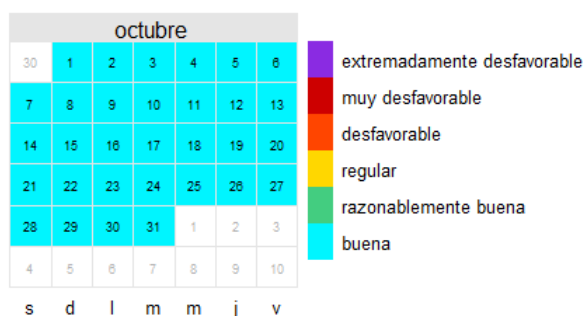 octubre
30 1 2 3 4 5 6
7 8 9 10 11 12 13
14 15 16 17 18 19 20
21 22 23 24 25 26 27
28 29 30 31 1 2 3
4 5 6 7 8 9 10
s d l m m j v
extremadamente desfavorable
muy desfavorable
desfavorable
regular
razonablemente buena
buena